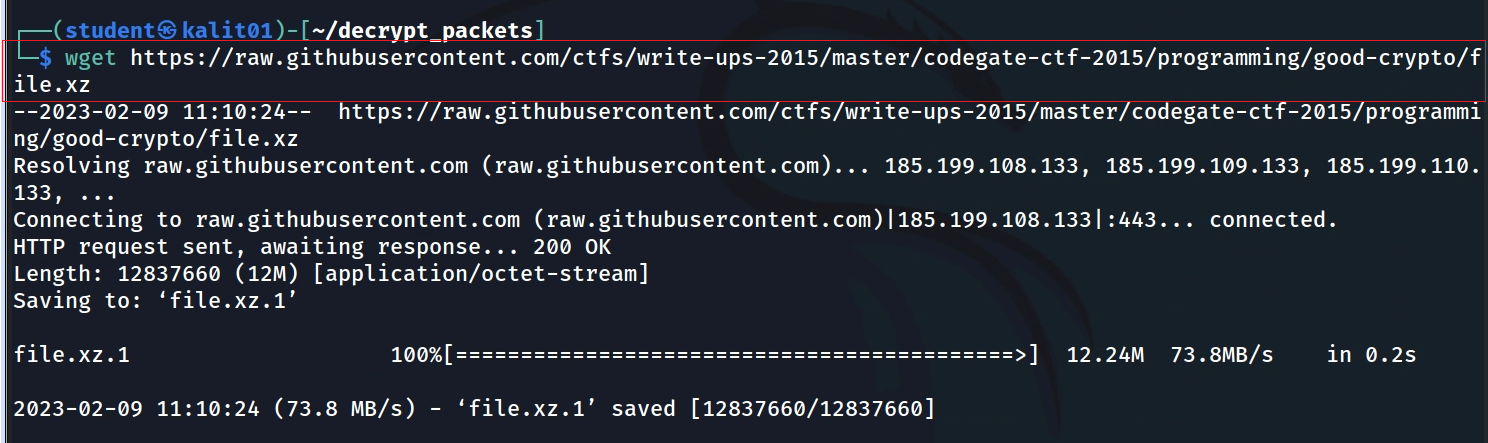 ┌──(student㉿kalit01)-[~/decrypt_packets]
└─$ wget https://raw.githubusercontent.com/ctfs/write-ups-2015/master/codegate-ctf-2015/programming/good-crypto/f
ile.xz
--2023-02-09 11:10:24--  https://raw.githubusercontent.com/ctfs/write-ups-2015/master/codegate-ctf-2015/programmi
ng/good-crypto/file.xz
Resolving raw.githubusercontent.com (raw.githubusercontent.com)... 185.199.108.133, 185.199.109.133, 185.199.110.
133, ...
Connecting to raw.githubusercontent.com (raw.githubusercontent.com)|185.199.108.133|:443... connected.
HTTP request sent, awaiting response... 200 OK
Length: 12837660 (12M) [application/octet-stream]
Saving to: ‘file.xz.1’
file.xz.1                    100%[===========================================>]  12.24M  73.8MB/s    in 0.2s
2023-02-09 11:10:24 (73.8 MB/s) - ‘file.xz.1’ saved [12837660/12837660]